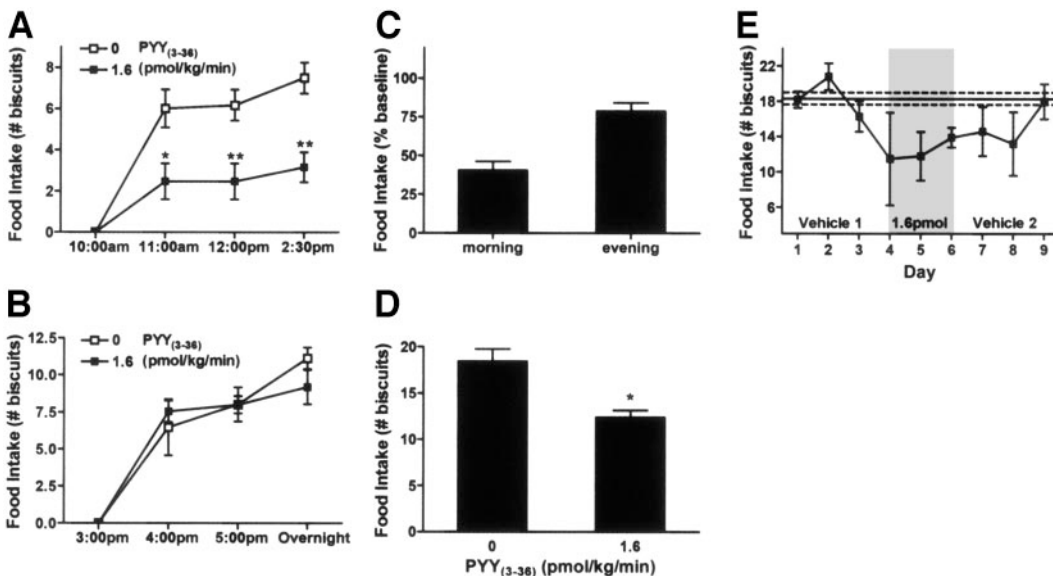 A
Food Intake (# biscuits)
8
6
4
2
0
0 PYY(3-36)
1.6 (pmol/kg/min)
*
**
**
10:00am 11:00am 12:00pm 2:30pm
B
Food Intake (# biscuits)
12.5
10.0
7.5
5.0
2.5
0.0
0 PYY(3-36)
1.6 (pmol/kg/min)
3:00pm 4:00pm 5:00pm Overnight
C
Food Intake (% baseline)
100
75
50
25
0
morning evening
D
Food Intake (# biscuits)
20
15
10
5
0
*
0 1.6
PYY(3-36) (pmol/kg/min)
E
Food Intake (# biscuits)
22
18
14
10
6
Vehicle 1 1.6pmol Vehicle 2
1 2 3 4 5 6 7 8 9
Day